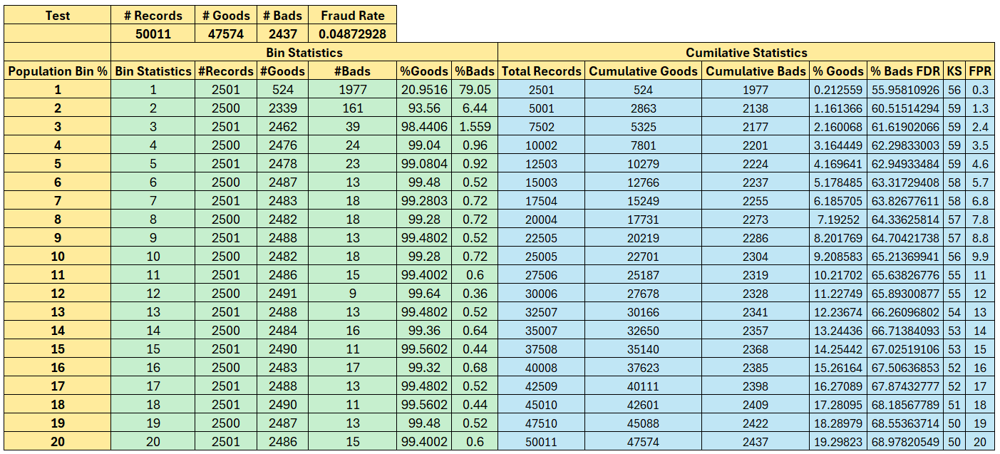 Test # Records # Goods # Bads Fraud Rate
50011 47574 2437 0.04872928
Bin Statistics Cumilative Statistics
Population Bin % Bin Statistics #Records #Goods #Bads %Goods %Bads Total Records Cumulative Goods Cumulative Bads % Goods % Bads FDR KS FPR
1 1 2501 524 1977 20.9516 79.05 2501 524 1977 0.212559 55.95810926 56 0.3
2 2 2500 2339 161 93.56 6.44 5001 2863 2138 1.161366 60.51514294 59 1.3
3 3 2501 2462 39 98.4406 1.559 7502 5325 2177 2.160068 61.61902066 59 2.4
4 4 2500 2476 24 99.04 0.96 10002 7801 2201 3.164449 62.29833003 59 3.5
5 5 2501 2478 23 99.0804 0.92 12503 10279 2224 4.169641 62.94933484 59 4.6
6 6 2500 2487 13 99.48 0.52 15003 12766 2237 5.178485 63.31729408 58 5.7
7 7 2501 2483 18 99.2803 0.72 17504 15249 2255 6.185705 63.82677611 58 6.8
8 8 2500 2482 18 99.28 0.72 20004 17731 2273 7.19252 64.33625814 57 7.8
9 9 2501 2488 13 99.4802 0.52 22505 20219 2286 8.201769 64.70421738 57 8.8
10 10 2500 2482 18 99.28 0.72 25005 22701 2304 9.208583 65.21369941 56 9.9
11 11 2501 2486 15 99.4002 0.6 27506 25187 2319 10.21702 65.63826776 55 11
12 12 2500 2491 9 99.64 0.36 30006 27678 2328 11.22749 65.89300877 55 12
13 13 2501 2488 13 99.4802 0.52 32507 30166 2341 12.23674 66.26096802 54 13
14 14 2500 2484 16 99.36 0.64 35007 32650 2357 13.24436 66.71384093 53 14
15 15 2501 2490 11 99.5602 0.44 37508 35140 2368 14.25442 67.02519106 53 15
16 16 2500 2483 17 99.32 0.68 40008 37623 2385 15.26164 67.50636853 52 16
17 17 2501 2488 13 99.4802 0.52 42509 40111 2398 16.27089 67.87432777 52 17
18 18 2501 2490 11 99.5602 0.44 45010 42601 2409 17.28095 68.18567789 51 18
19 19 2500 2487 13 99.48 0.52 47510 45088 2422 18.28979 68.55363714 50 19
20 20 2501 2486 15 99.4002 0.6 50011 47574 2437 19.29823 68.97820549 50 20